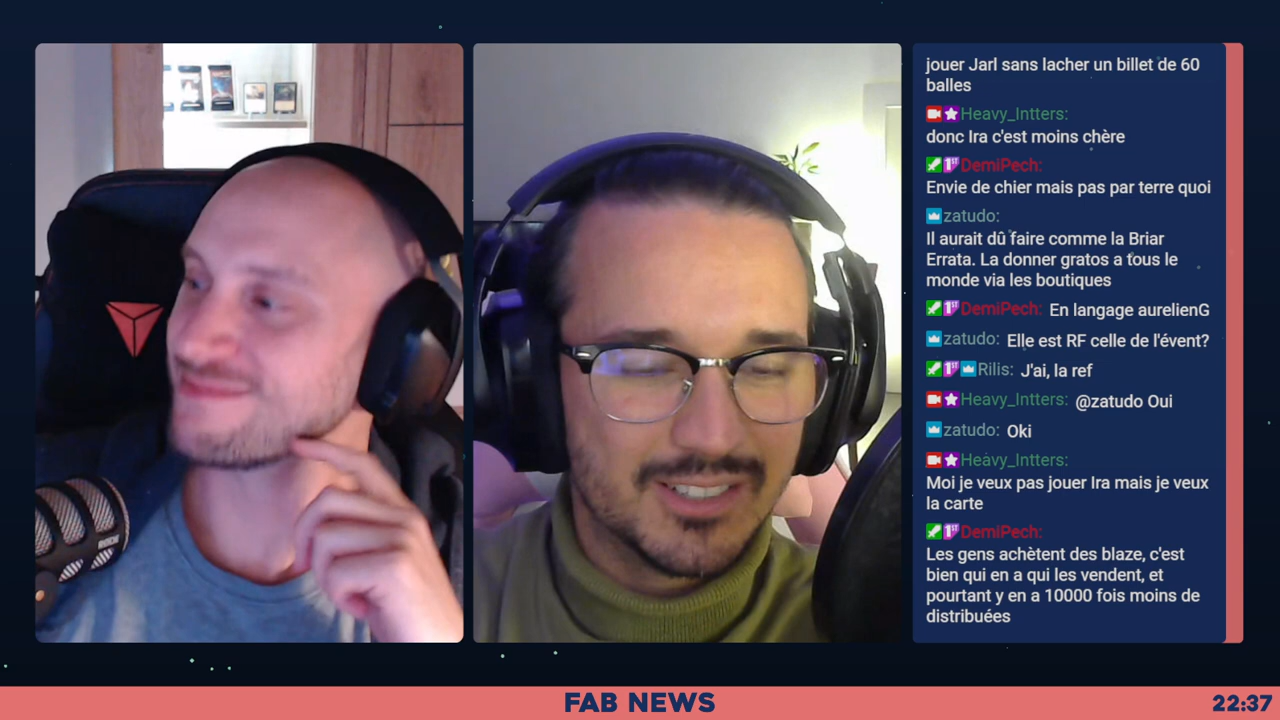 jouer Jarl sans lacher un billet de 60
balles
Heavy_Intters:
donc Ira c'est moins chère
1ST DemiPech:
Envie de chier mais pas par terre quoi
zatudo:
Il aurait dû faire comme la Briar
Errata. La donner gratos a tous le
monde via les boutiques
1ST DemiPech: En langage aurelienG
zatudo: Elle est RF celle de l'évent?
1ST Rilis: J'ai, la ref
Heavy_Intters: @zatudo Oui
zatudo: Oki
Heavy_Intters:
Moi je veux pas jouer Ira mais je veux
la carte
1ST DemiPech:
Les gens achètent des blaze, c'est
bien qui en a qui les vendent, et
pourtant y en a 10000 fois moins de
distribuées
FAB NEWS
22:37